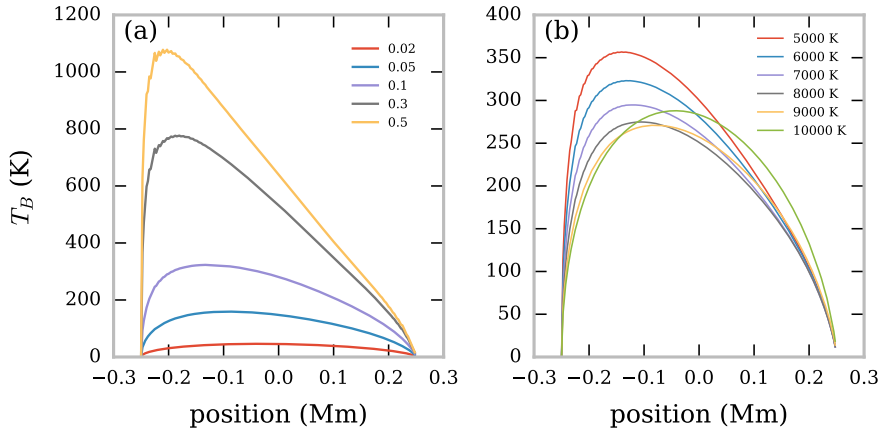 (a)
0.02
0.05
0.1
0.3
0.5
1200
1000
800
600
400
200
0
T_B (K)
−0.3 −0.2 −0.1 0.0 0.1 0.2 0.3
position (Mm)
(b)
5000 K
6000 K
7000 K
8000 K
9000 K
10000 K
400
350
300
250
200
150
100
50
0
−0.3 −0.2 −0.1 0.0 0.1 0.2 0.3
position (Mm)